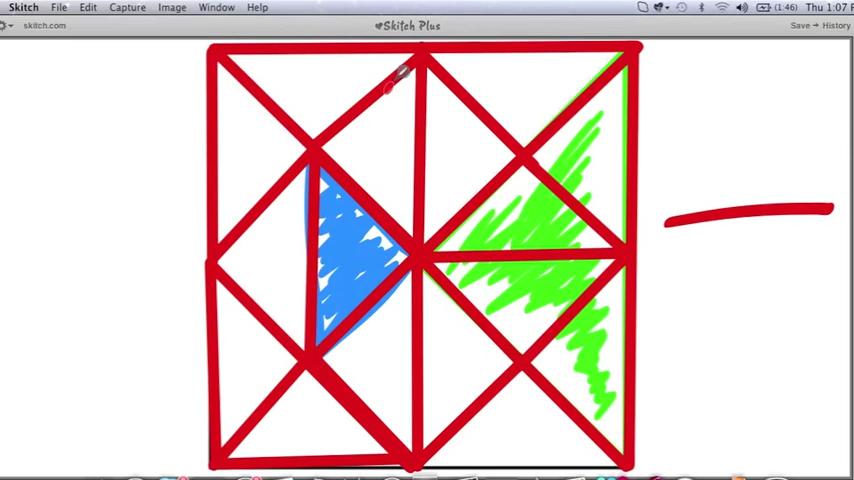 Skitch File Edit Capture Image Window Help (1:46) Thu 1:07 P
skitch.com Skitch Plus Save → History